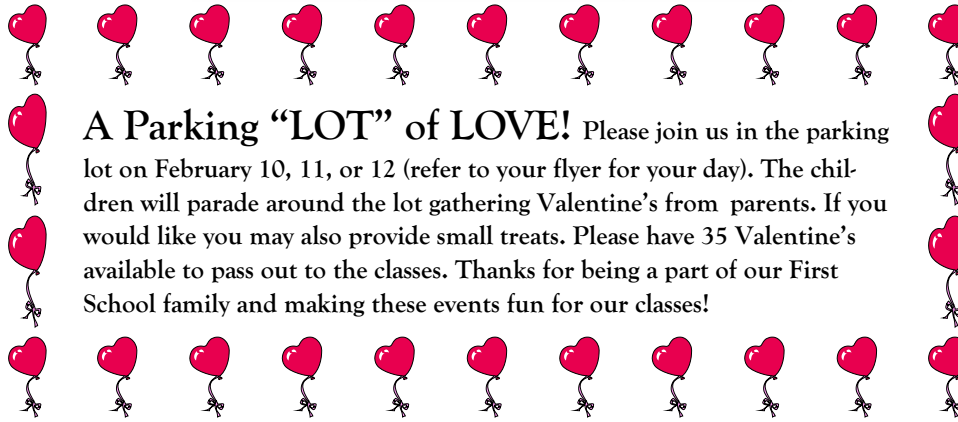 A Parking “LOT” of LOVE! Please join us in the parking
lot on February 10, 11, or 12 (refer to your flyer for your day). The chil-
dren will parade around the lot gathering Valentine’s from parents. If you
would like you may also provide small treats. Please have 35 Valentine’s
available to pass out to the classes. Thanks for being a part of our First
School family and making these events fun for our classes!